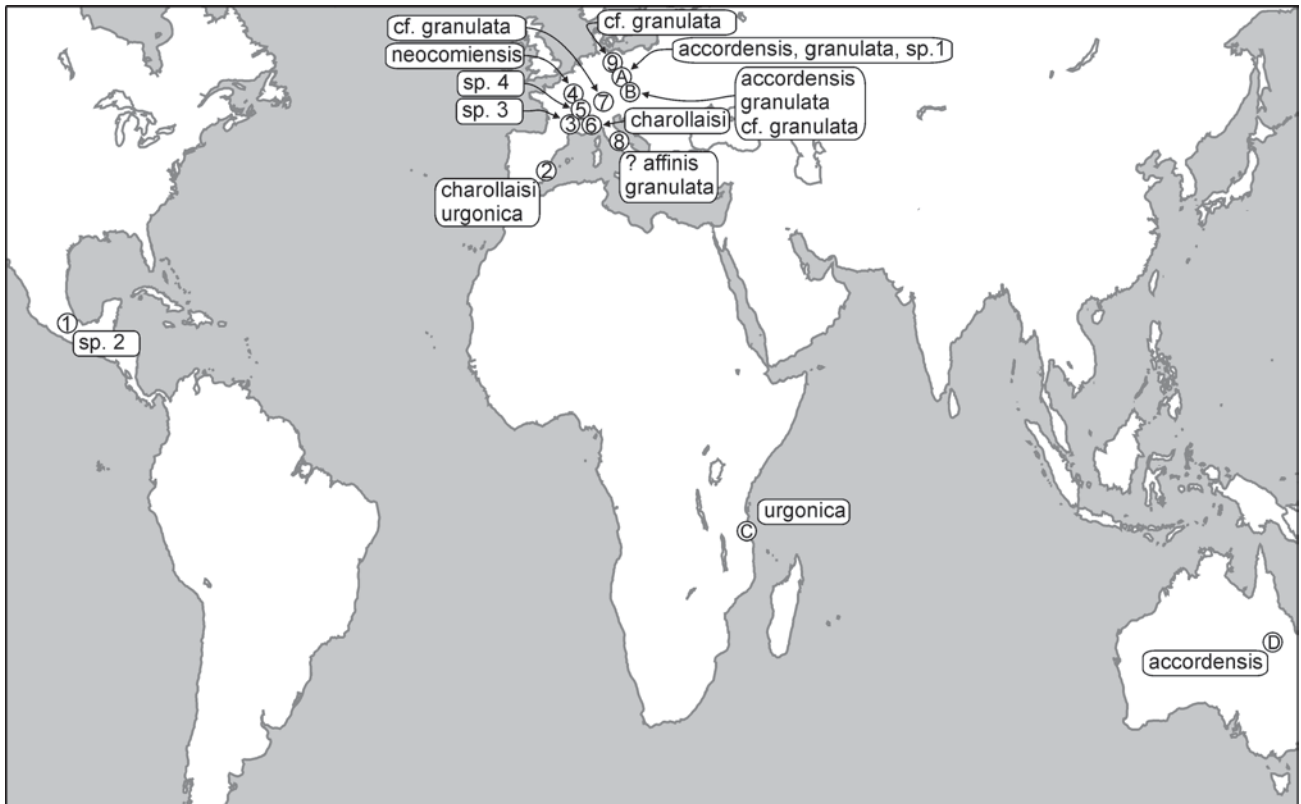 cf. granulata
cf. granulata
neocomiensis
accordensis, granulata, sp.1
9
A
sp. 4
4
B
accordensis
7
granulata
5
sp. 3
3
6
charollaisi
cf. granulata
8
? affinis
2
granulata
charollaisi
urgonica
1
sp. 2
urgonica
C
D
accordensis